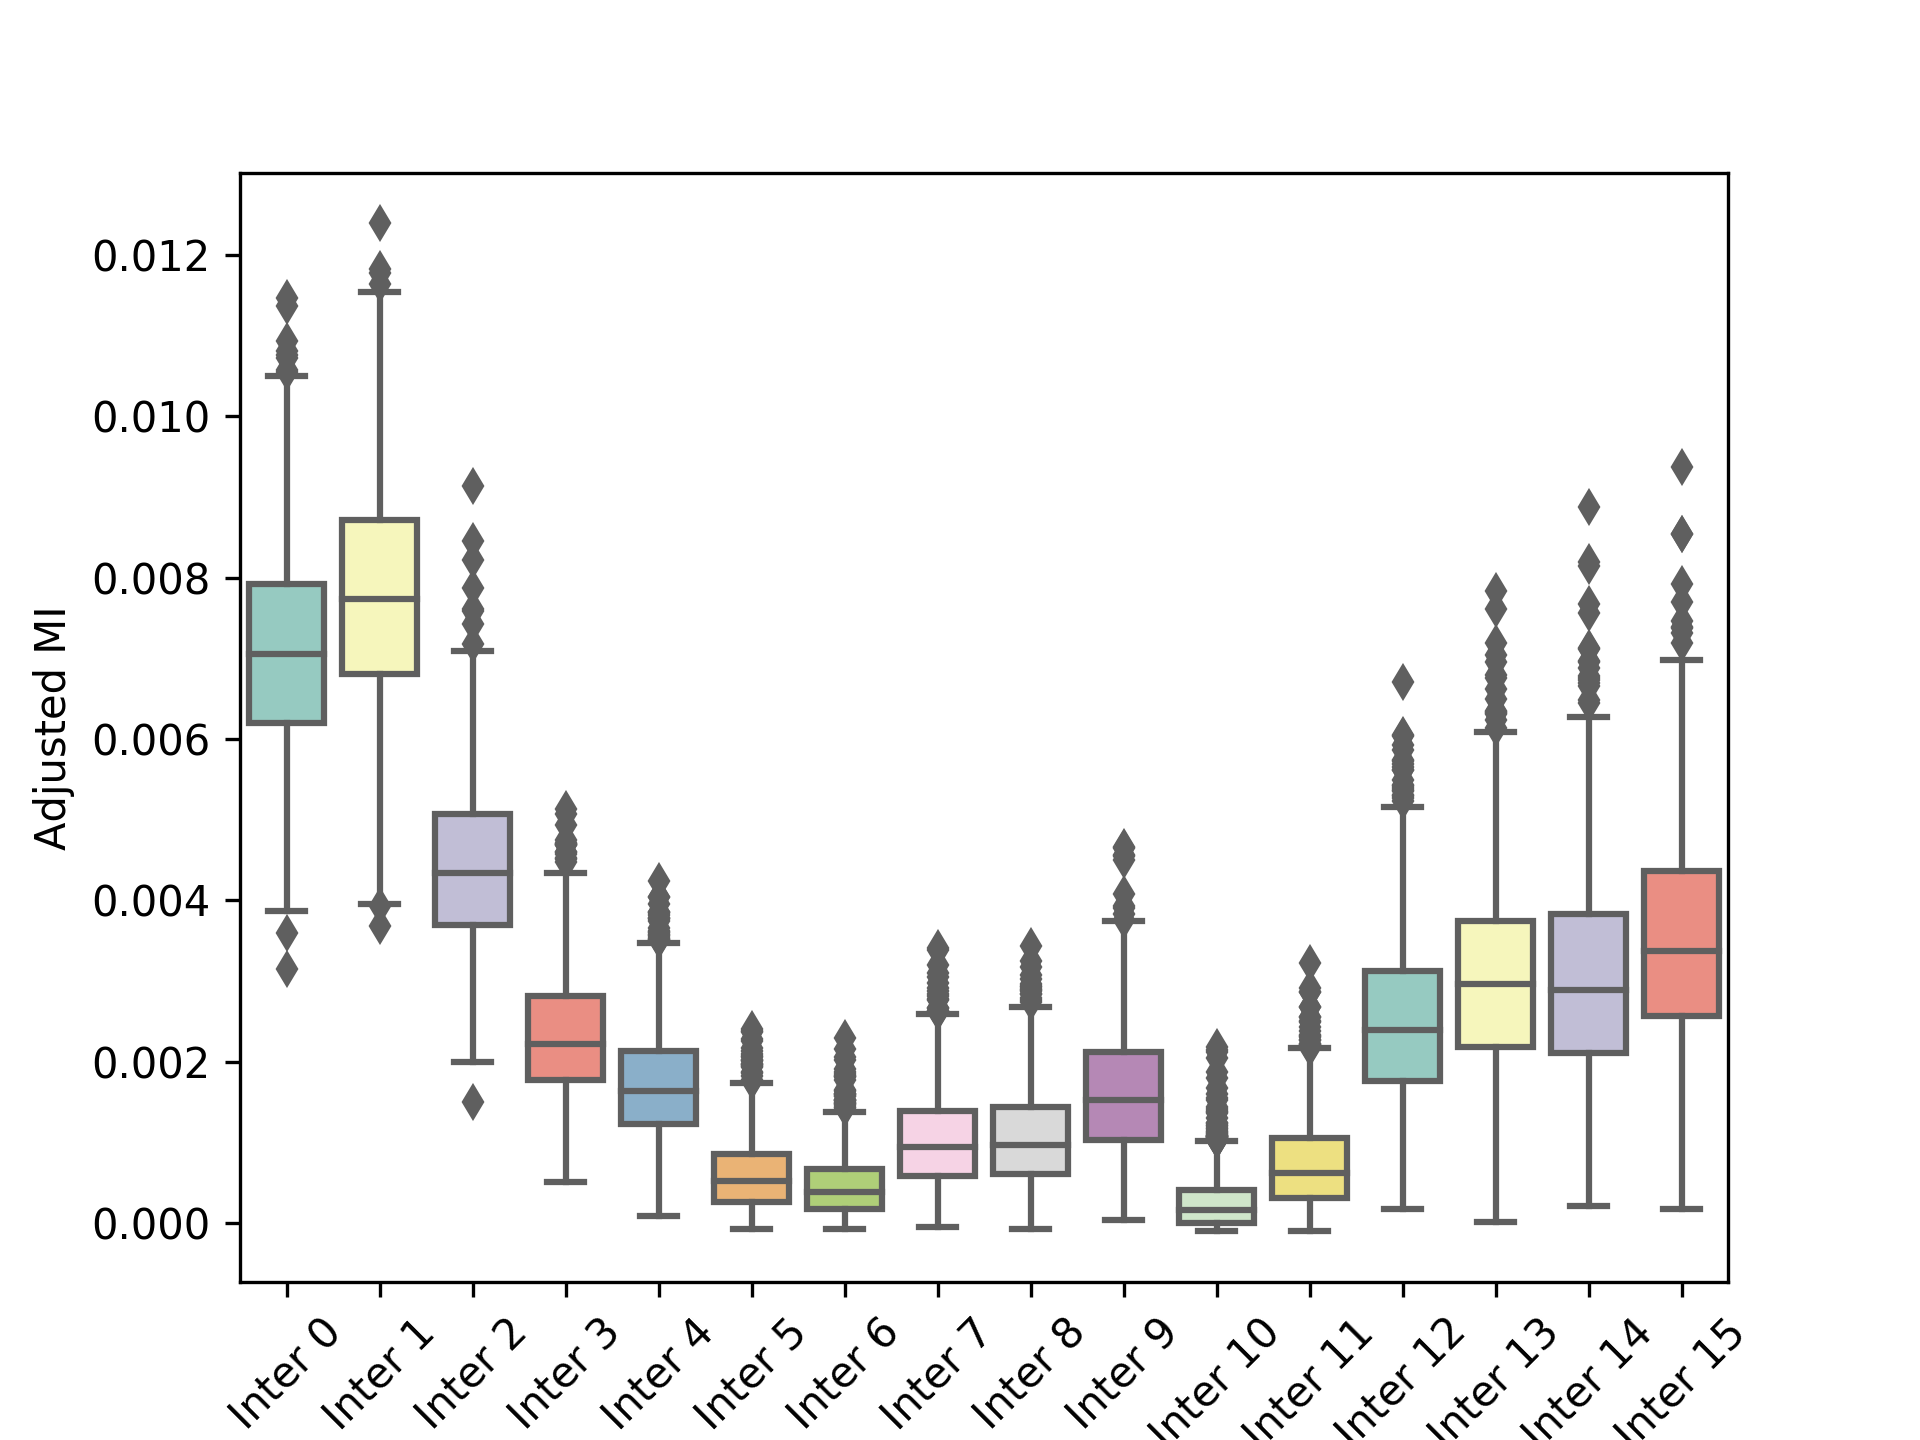 Adjusted MI
0.012
0.010
0.008
0.006
0.004
0.002
0.000
Inter 0
Inter 1
Inter 2
Inter 3
Inter 4
Inter 5
Inter 6
Inter 7
Inter 8
Inter 9
Inter 10
Inter 11
Inter 12
Inter 13
Inter 14
Inter 15